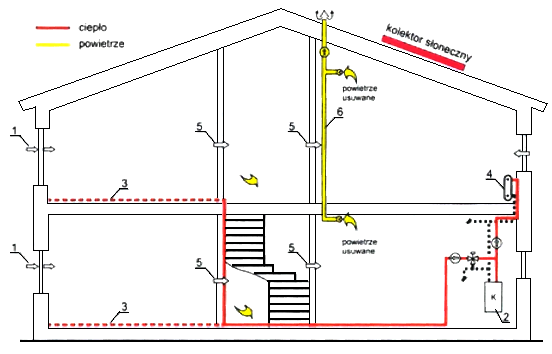 ciepło
powietrze
kolektor słoneczny
powietrze
usuwane
6
1
5
5
3
4
powietrze
usuwane
1
5
5
K
2
3